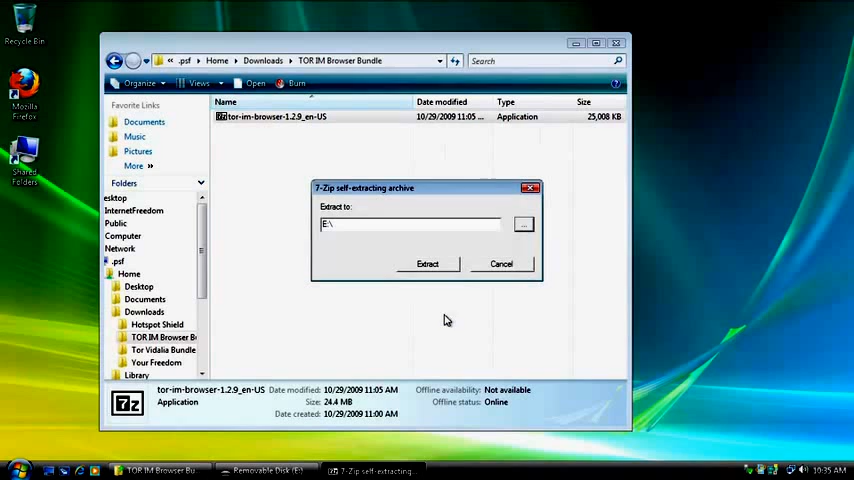 Recycle Bin
Mozilla
Firefox
Shared
Folders
« .psf Home Downloads TOR IM Browser Bundle
Search
Organize Views Open Burn
Favorite Links
Documents
Music
Pictures
More »
Folders
esktop
InternetFreedom
Public
Computer
Network
.psf
Home
Desktop
Documents
Downloads
Hotspot Shield
TOR IM Browser B
Tor Vidalia Bundle
Your Freedom
Library
Name Date modified Type Size
7z tor-im-browser-1.2.9_en-US 10/29/2009 11:05 ... Application 25,008 KB
7-Zip self-extracting archive
Extract to:
E:\
...
Extract Cancel
7z
tor-im-browser-1.2.9_en-US Date modified: 10/29/2009 11:05 AM Offline availability: Not available
Application Size: 24.4 MB Offline status: Online
Date created: 10/29/2009 11:00 AM
TOR IM Browser Bu... Removable Disk (E:) 7z 7-Zip self-extracting... 10:35 AM